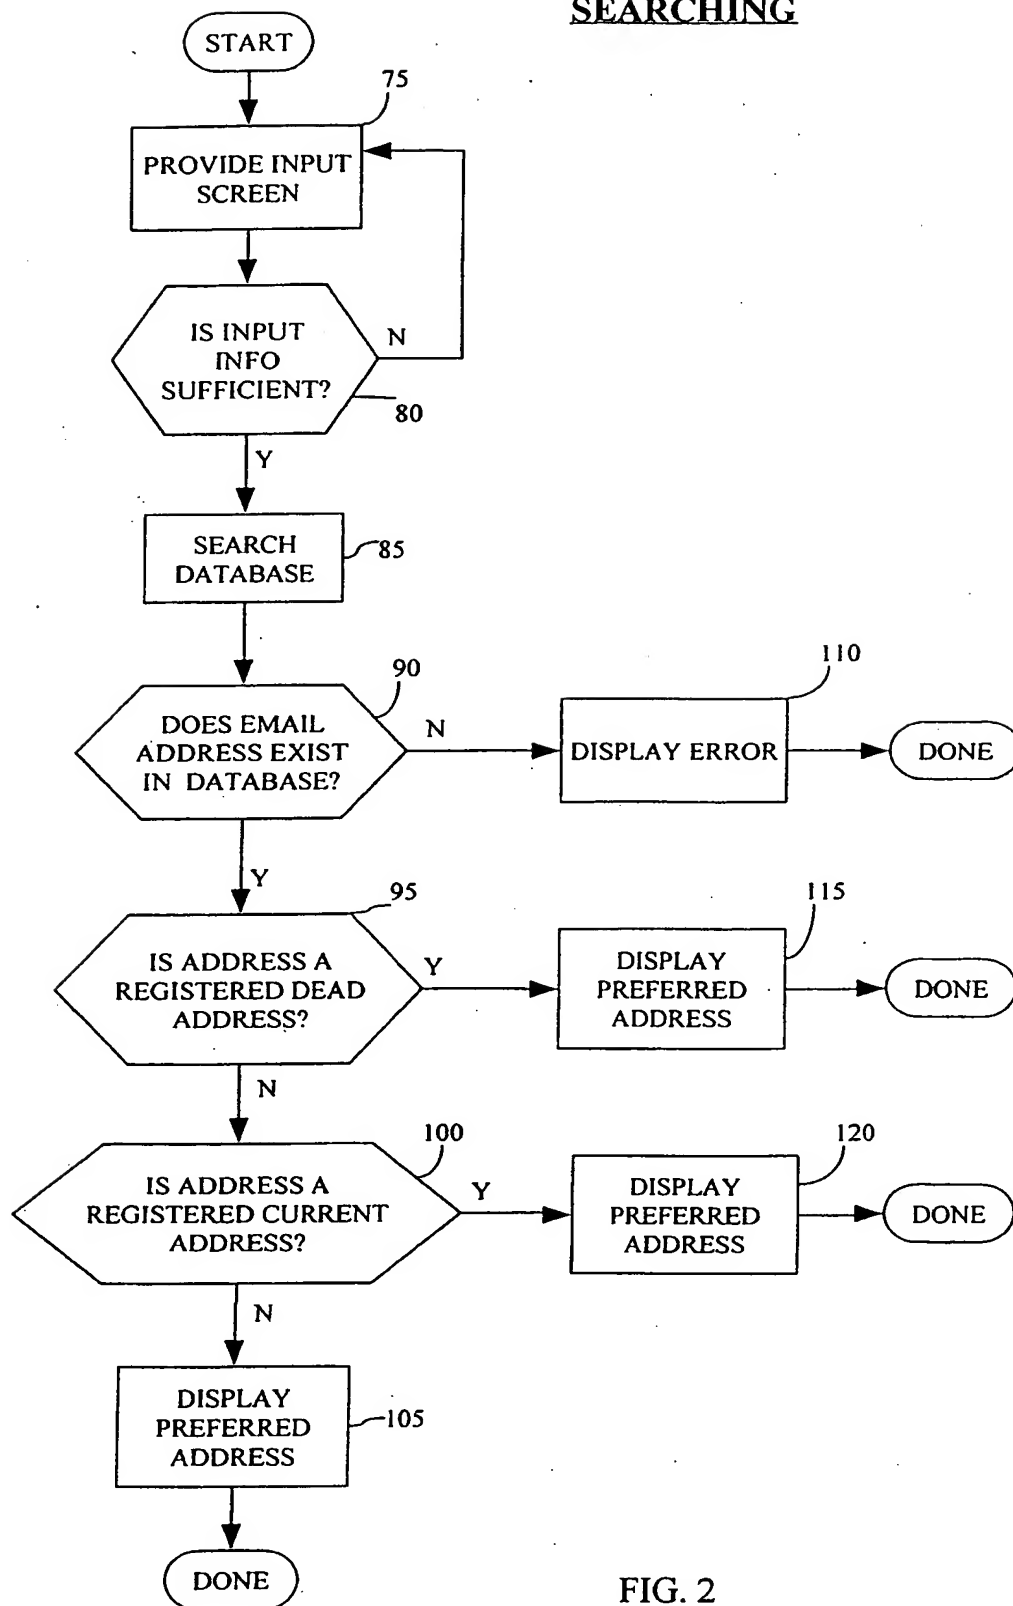 SEARCHING
START
75
PROVIDE INPUT
SCREEN
IS INPUT
INFO
SUFFICIENT?
N
80
Y
SEARCH
DATABASE
85
90
DOES EMAIL
ADDRESS EXIST
IN DATABASE?
N
110
DISPLAY ERROR
DONE
Y
95
IS ADDRESS A
REGISTERED DEAD
ADDRESS?
Y
115
DISPLAY
PREFERRED
ADDRESS
DONE
N
100
IS ADDRESS A
REGISTERED CURRENT
ADDRESS?
Y
120
DISPLAY
PREFERRED
ADDRESS
DONE
N
DISPLAY
PREFERRED
ADDRESS
105
DONE
FIG. 2